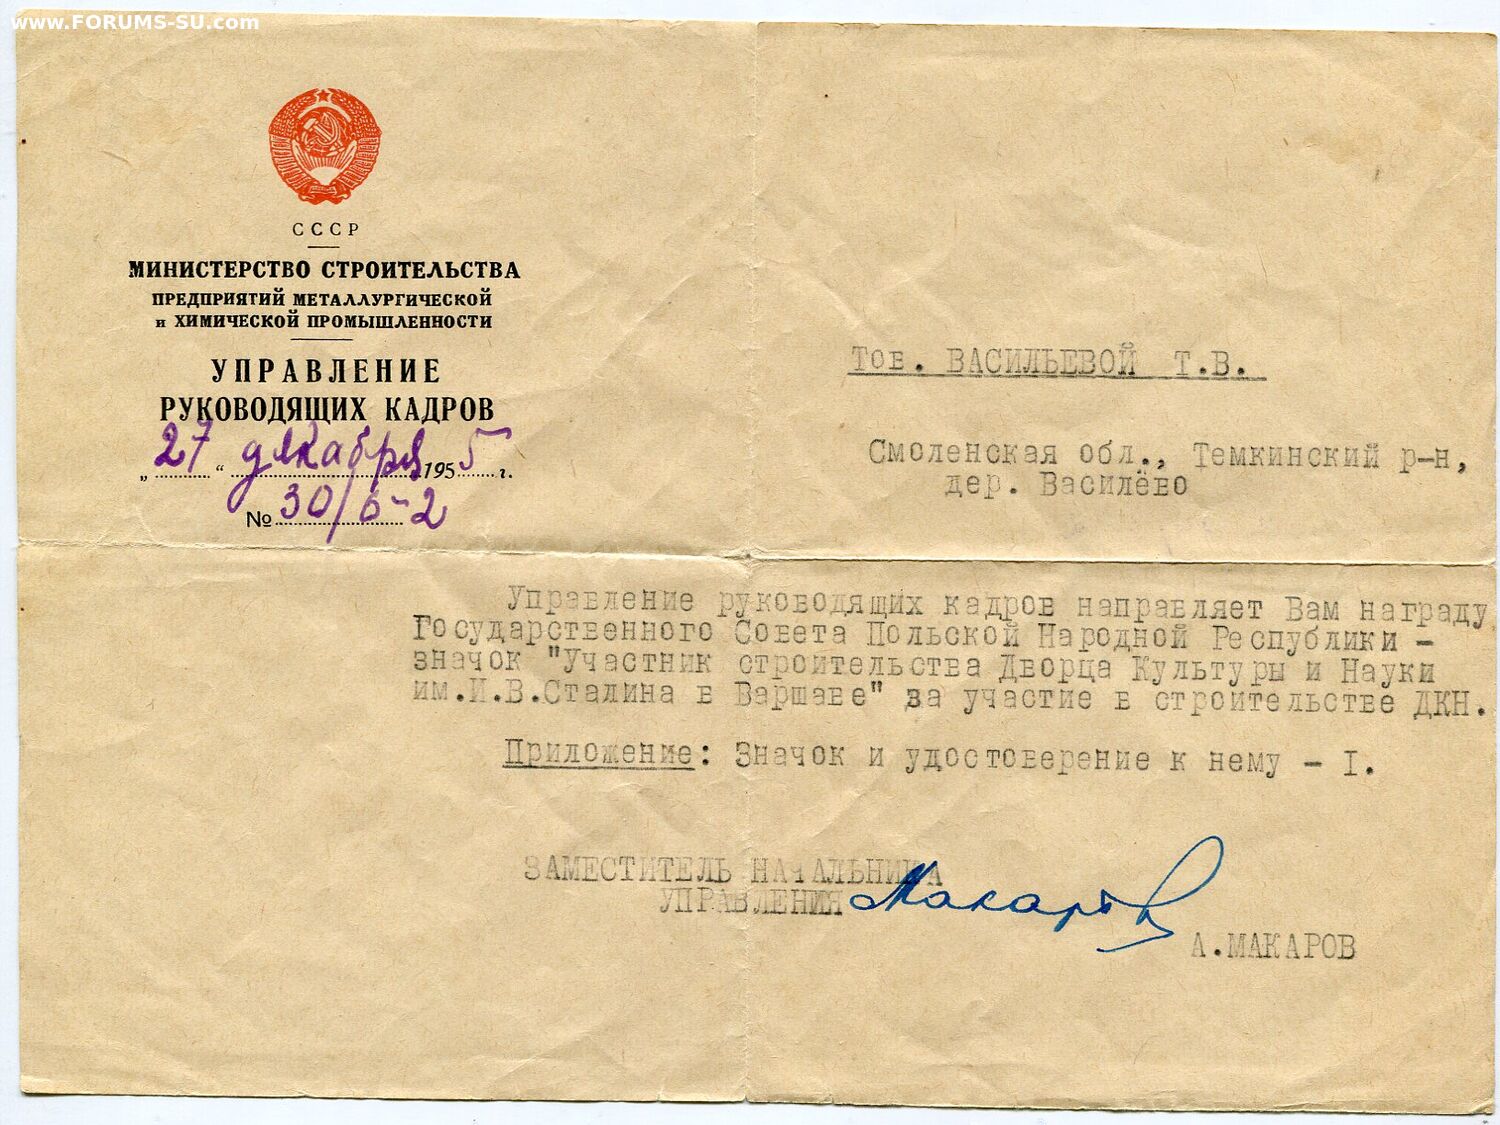 www.FORUMS-SU.com
СССР
МИНИСТЕРСТВО СТРОИТЕЛЬСТВА
ПРЕДПРИЯТИЙ МЕТАЛЛУРГИЧЕСКОЙ
и ХИМИЧЕСКОЙ ПРОМЫШЛЕННОСТИ
УПРАВЛЕНИЕ
РУКОВОДЯЩИХ КАДРОВ
„27“ декабря 1955 г.
№ 30/6-2
Тов. ВАСИЛЬЕВОЙ Т.В.
Смоленская обл., Темкинский р-н,
дер. Василёво
Управление руководящих кадров направляет Вам награду
Государственного Совета Польской Народной Республики –
значок "Участник строительства Дворца Культуры и Науки
им.И.В.Сталина в Варшаве" за участие в строительстве ДКН.
Приложение: Значок и удостоверение к нему – I.
ЗАМЕСТИТЕЛЬ НАЧАЛЬНИКА
УПРАВЛЕНИЯ Макаров
А.МАКАРОВ